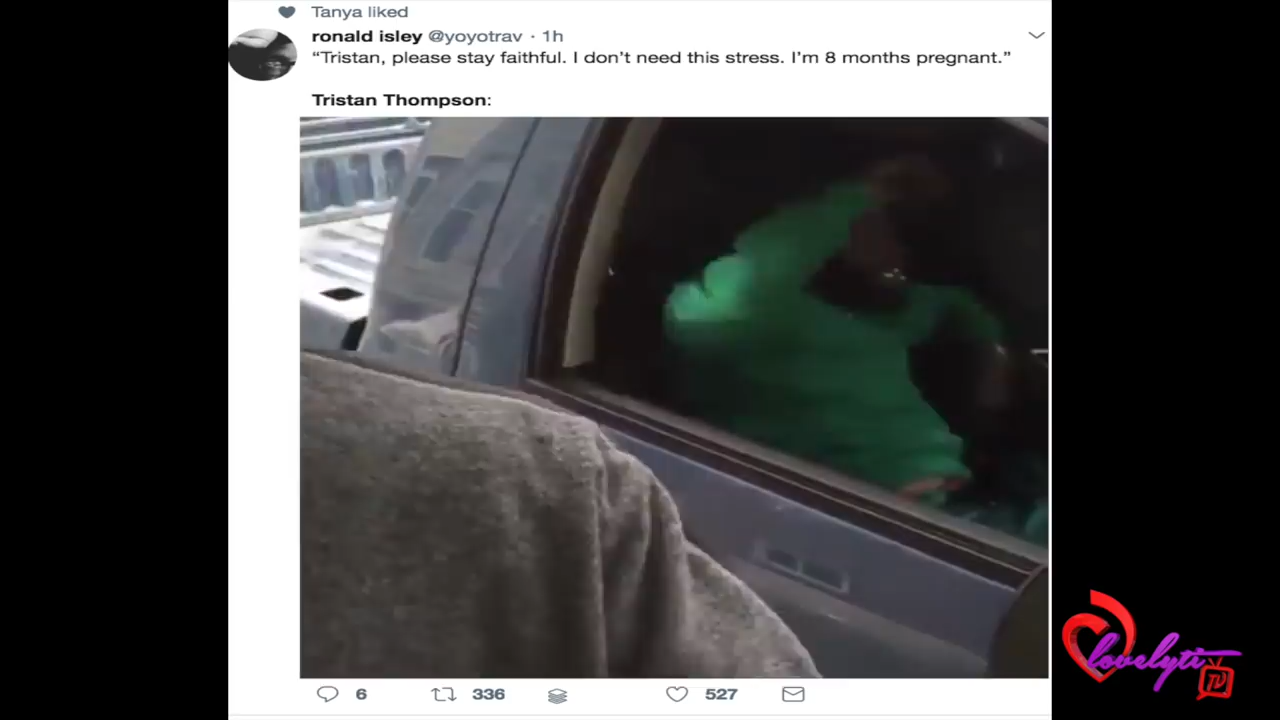 Tanya liked
ronald isley @yoyotrav · 1h
“Tristan, please stay faithful. I don’t need this stress. I’m 8 months pregnant.”
Tristan Thompson:
6 336 527
lovelyti
TV